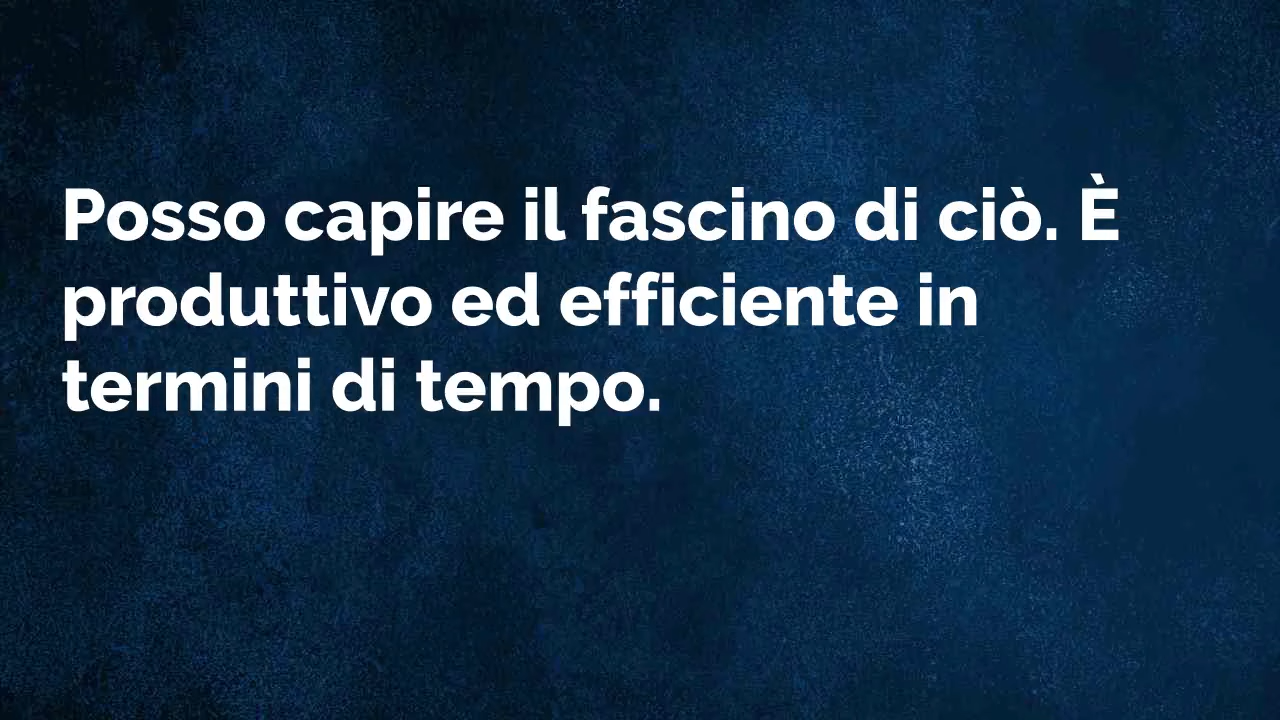 Posso capire il fascino di ciò. È
produttivo ed efficiente in
termini di tempo.